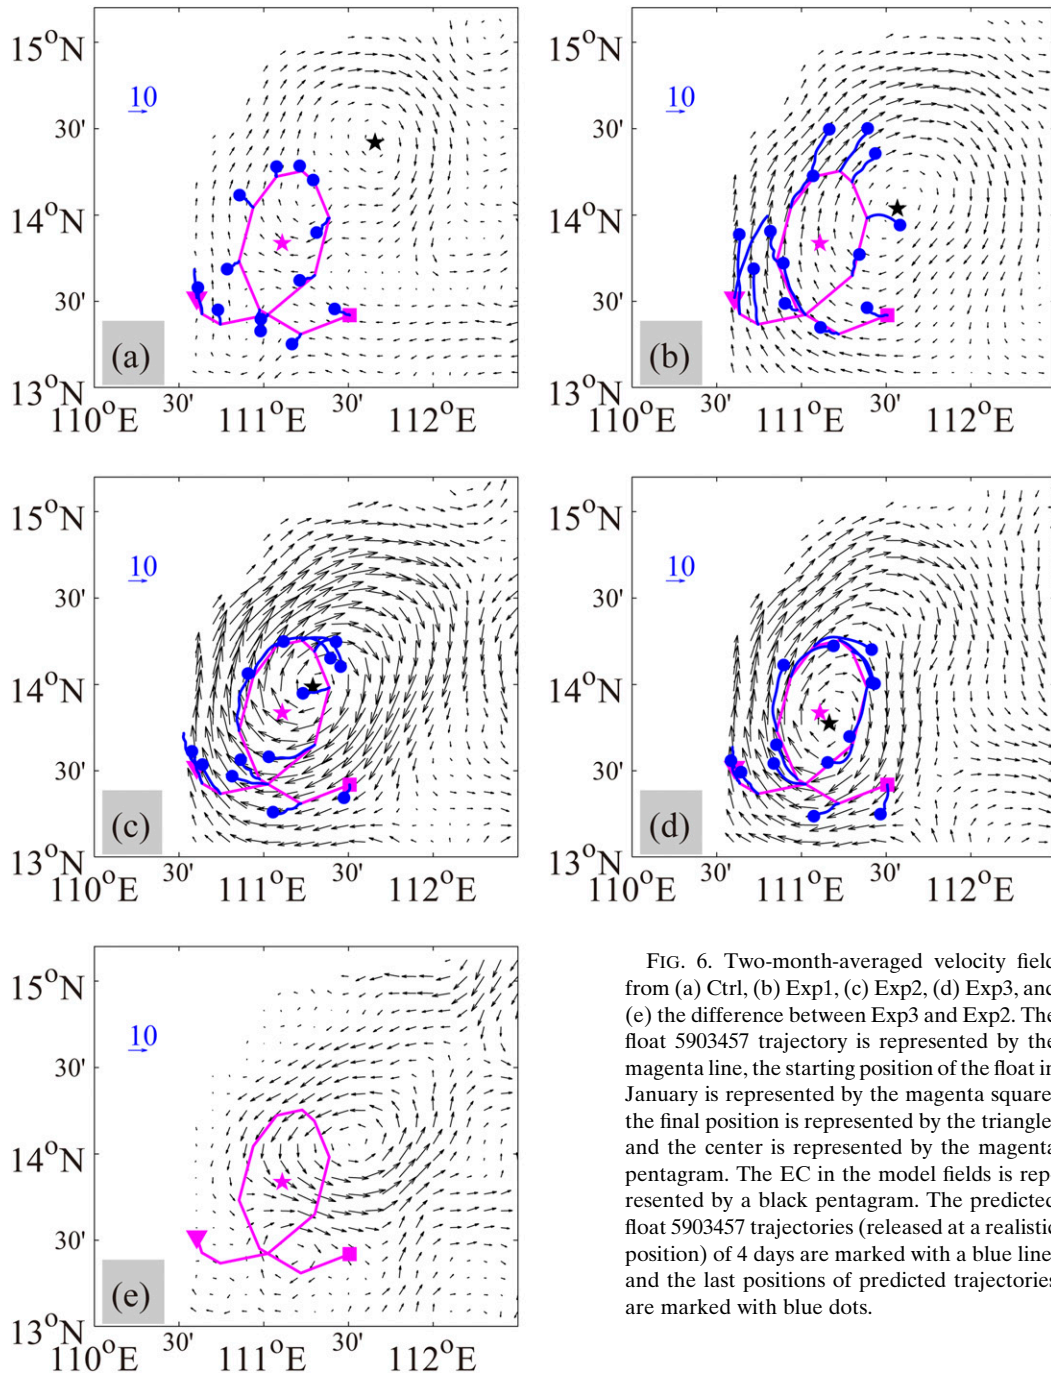 15°N
30'
14°N
30'
13°N
110°E
30'
111°E
30'
112°E
10
(a)
15°N
30'
14°N
30'
13°N
110°E
30'
111°E
30'
112°E
10
(b)
15°N
30'
14°N
30'
13°N
110°E
30'
111°E
30'
112°E
10
(c)
15°N
30'
14°N
30'
13°N
110°E
30'
111°E
30'
112°E
10
(d)
15°N
30'
14°N
30'
13°N
110°E
30'
111°E
30'
112°E
10
(e)
FIG. 6. Two-month-averaged velocity field
from (a) Ctrl, (b) Exp1, (c) Exp2, (d) Exp3, and
(e) the difference between Exp3 and Exp2. The
float 5903457 trajectory is represented by the
magenta line, the starting position of the float in
January is represented by the magenta square
the final position is represented by the triangle
and the center is represented by the magenta
pentagram. The EC in the model fields is rep
resented by a black pentagram. The predicted
float 5903457 trajectories (released at a realistic
position) of 4 days are marked with a blue line
and the last positions of predicted trajectories
are marked with blue dots.